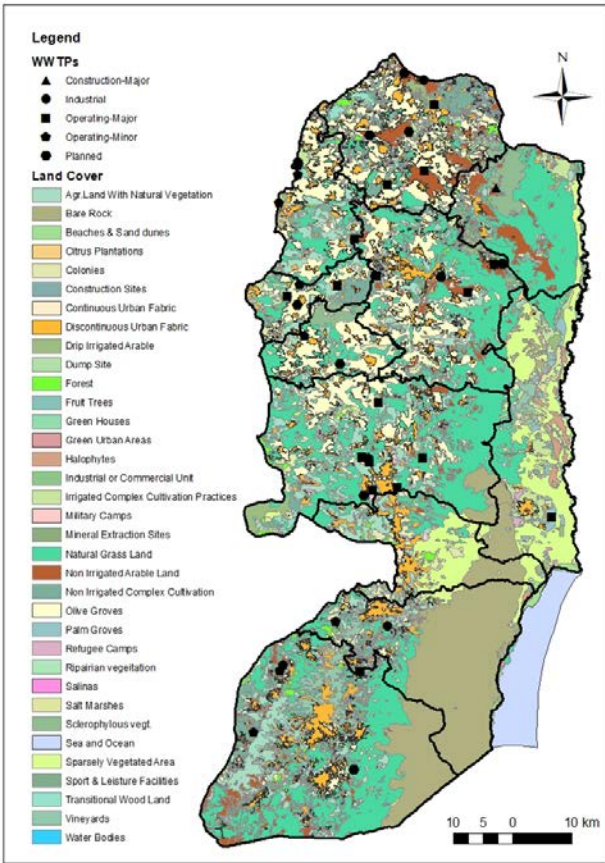 Legend
WWTPs
Construction-Major
Industrial
Operating-Major
Operating-Minor
Planned
Land Cover
Agr.Land With Natural Vegetation
Bare Rock
Beaches & Sand dunes
Citrus Plantations
Colonies
Construction Sites
Continuous Urban Fabric
Discontinuous Urban Fabric
Drip Irrigated Arable
Dump Site
Forest
Fruit Trees
Green Houses
Green Urban Areas
Halophytes
Industrial or Commercial Unit
Irrigated Complex Cultivation Practices
Military Camps
Mineral Extraction Sites
Natural Grass Land
Non Irrigated Arable Land
Non Irrigated Complex Cultivation
Olive Groves
Palm Groves
Refugee Camps
Ripairian vegeitation
Salinas
Salt Marshes
Sclerophylous vegt.
Sea and Ocean
Sparsely Vegetated Area
Sport & Leisture Facilities
Transitional Wood Land
Vineyards
Water Bodies
N
10 5 0 10 km